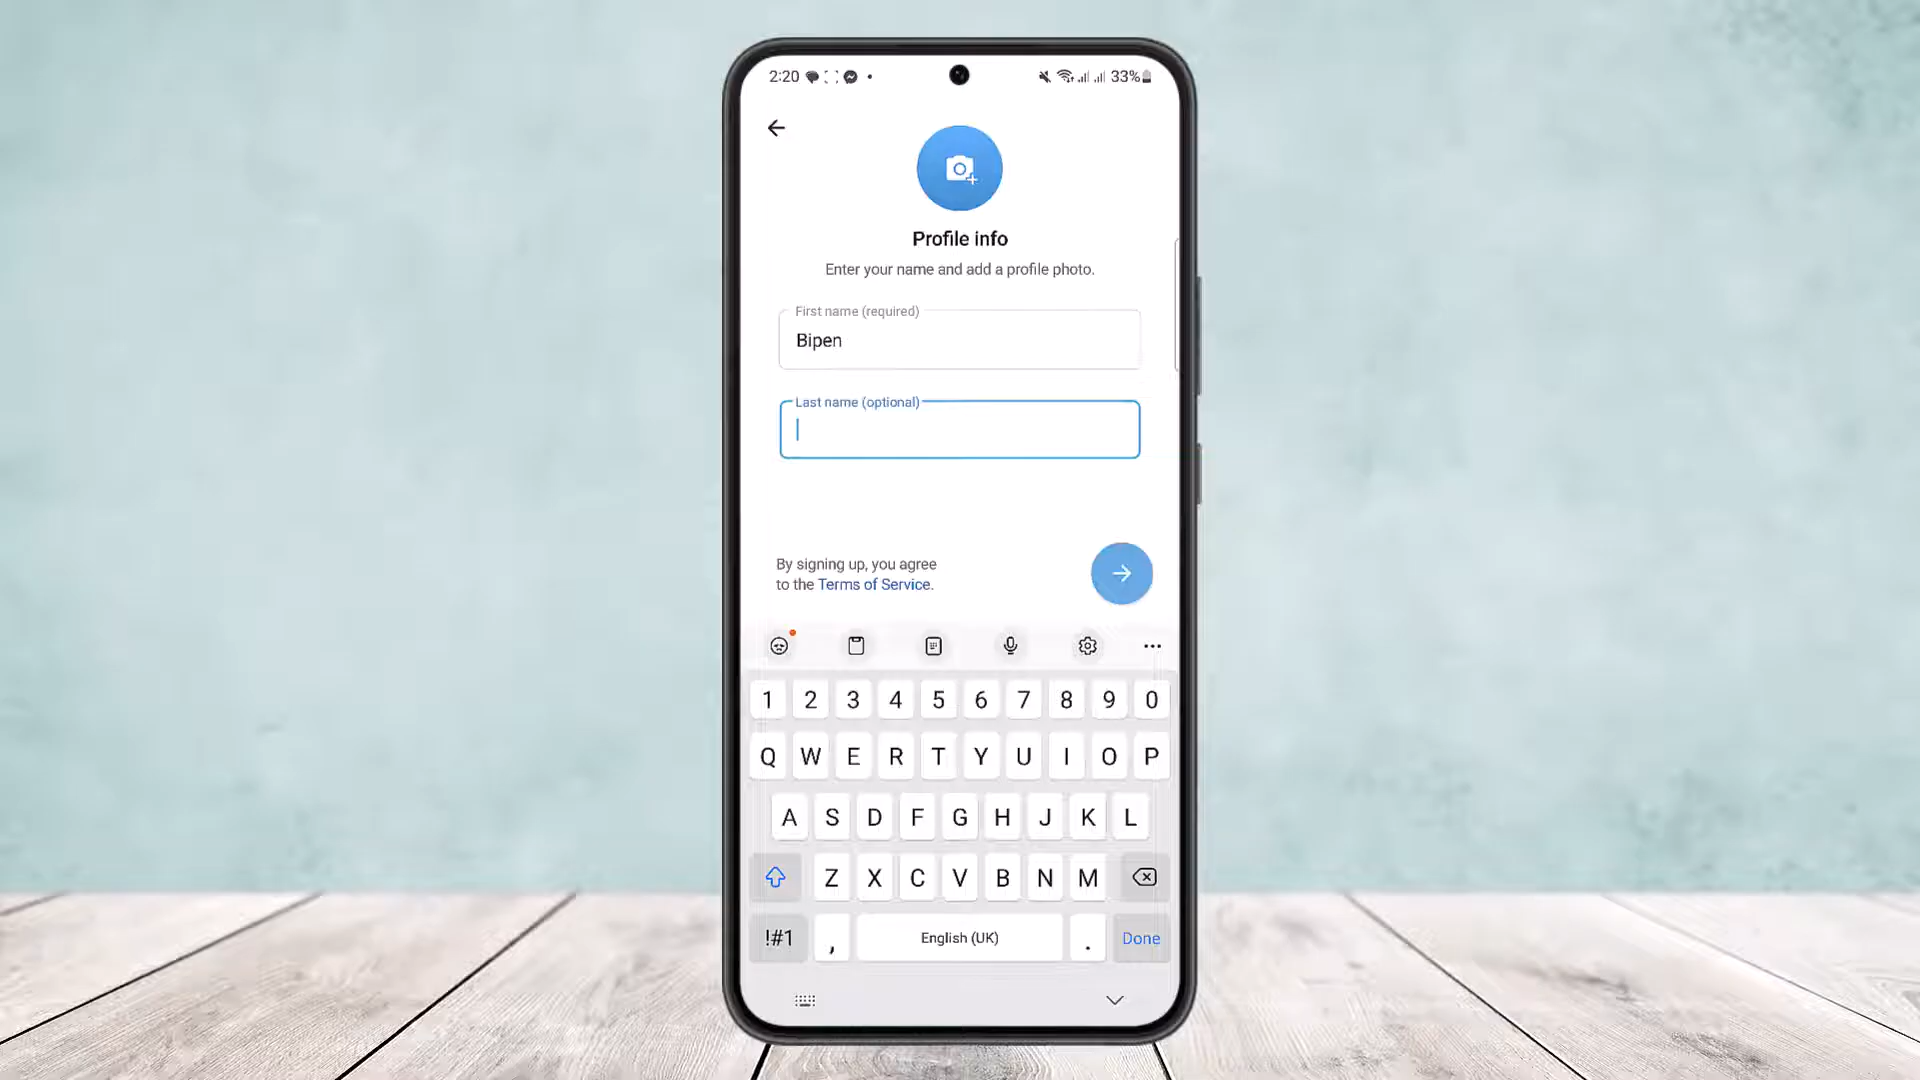 2:20 33%
Profile info
Enter your name and add a profile photo.
First name (required)
Bipen
Last name (optional)
By signing up, you agree
to the Terms of Service.
1 2 3 4 5 6 7 8 9 0
Q W E R T Y U I O P
A S D F G H J K L
Z X C V B N M
!#1 , English (UK) . Done